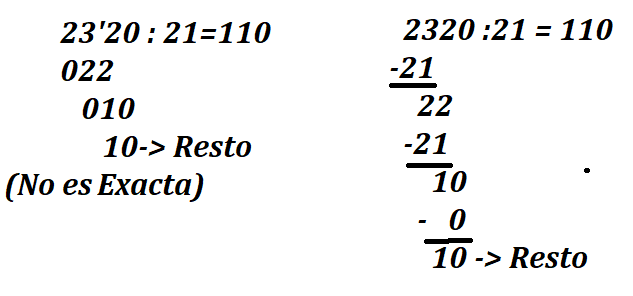 23'20 : 21=110
022
010
10-> Resto
(No es Exacta)
2320 :21 = 110
-21
22
-21
10
- 0
10 -> Resto